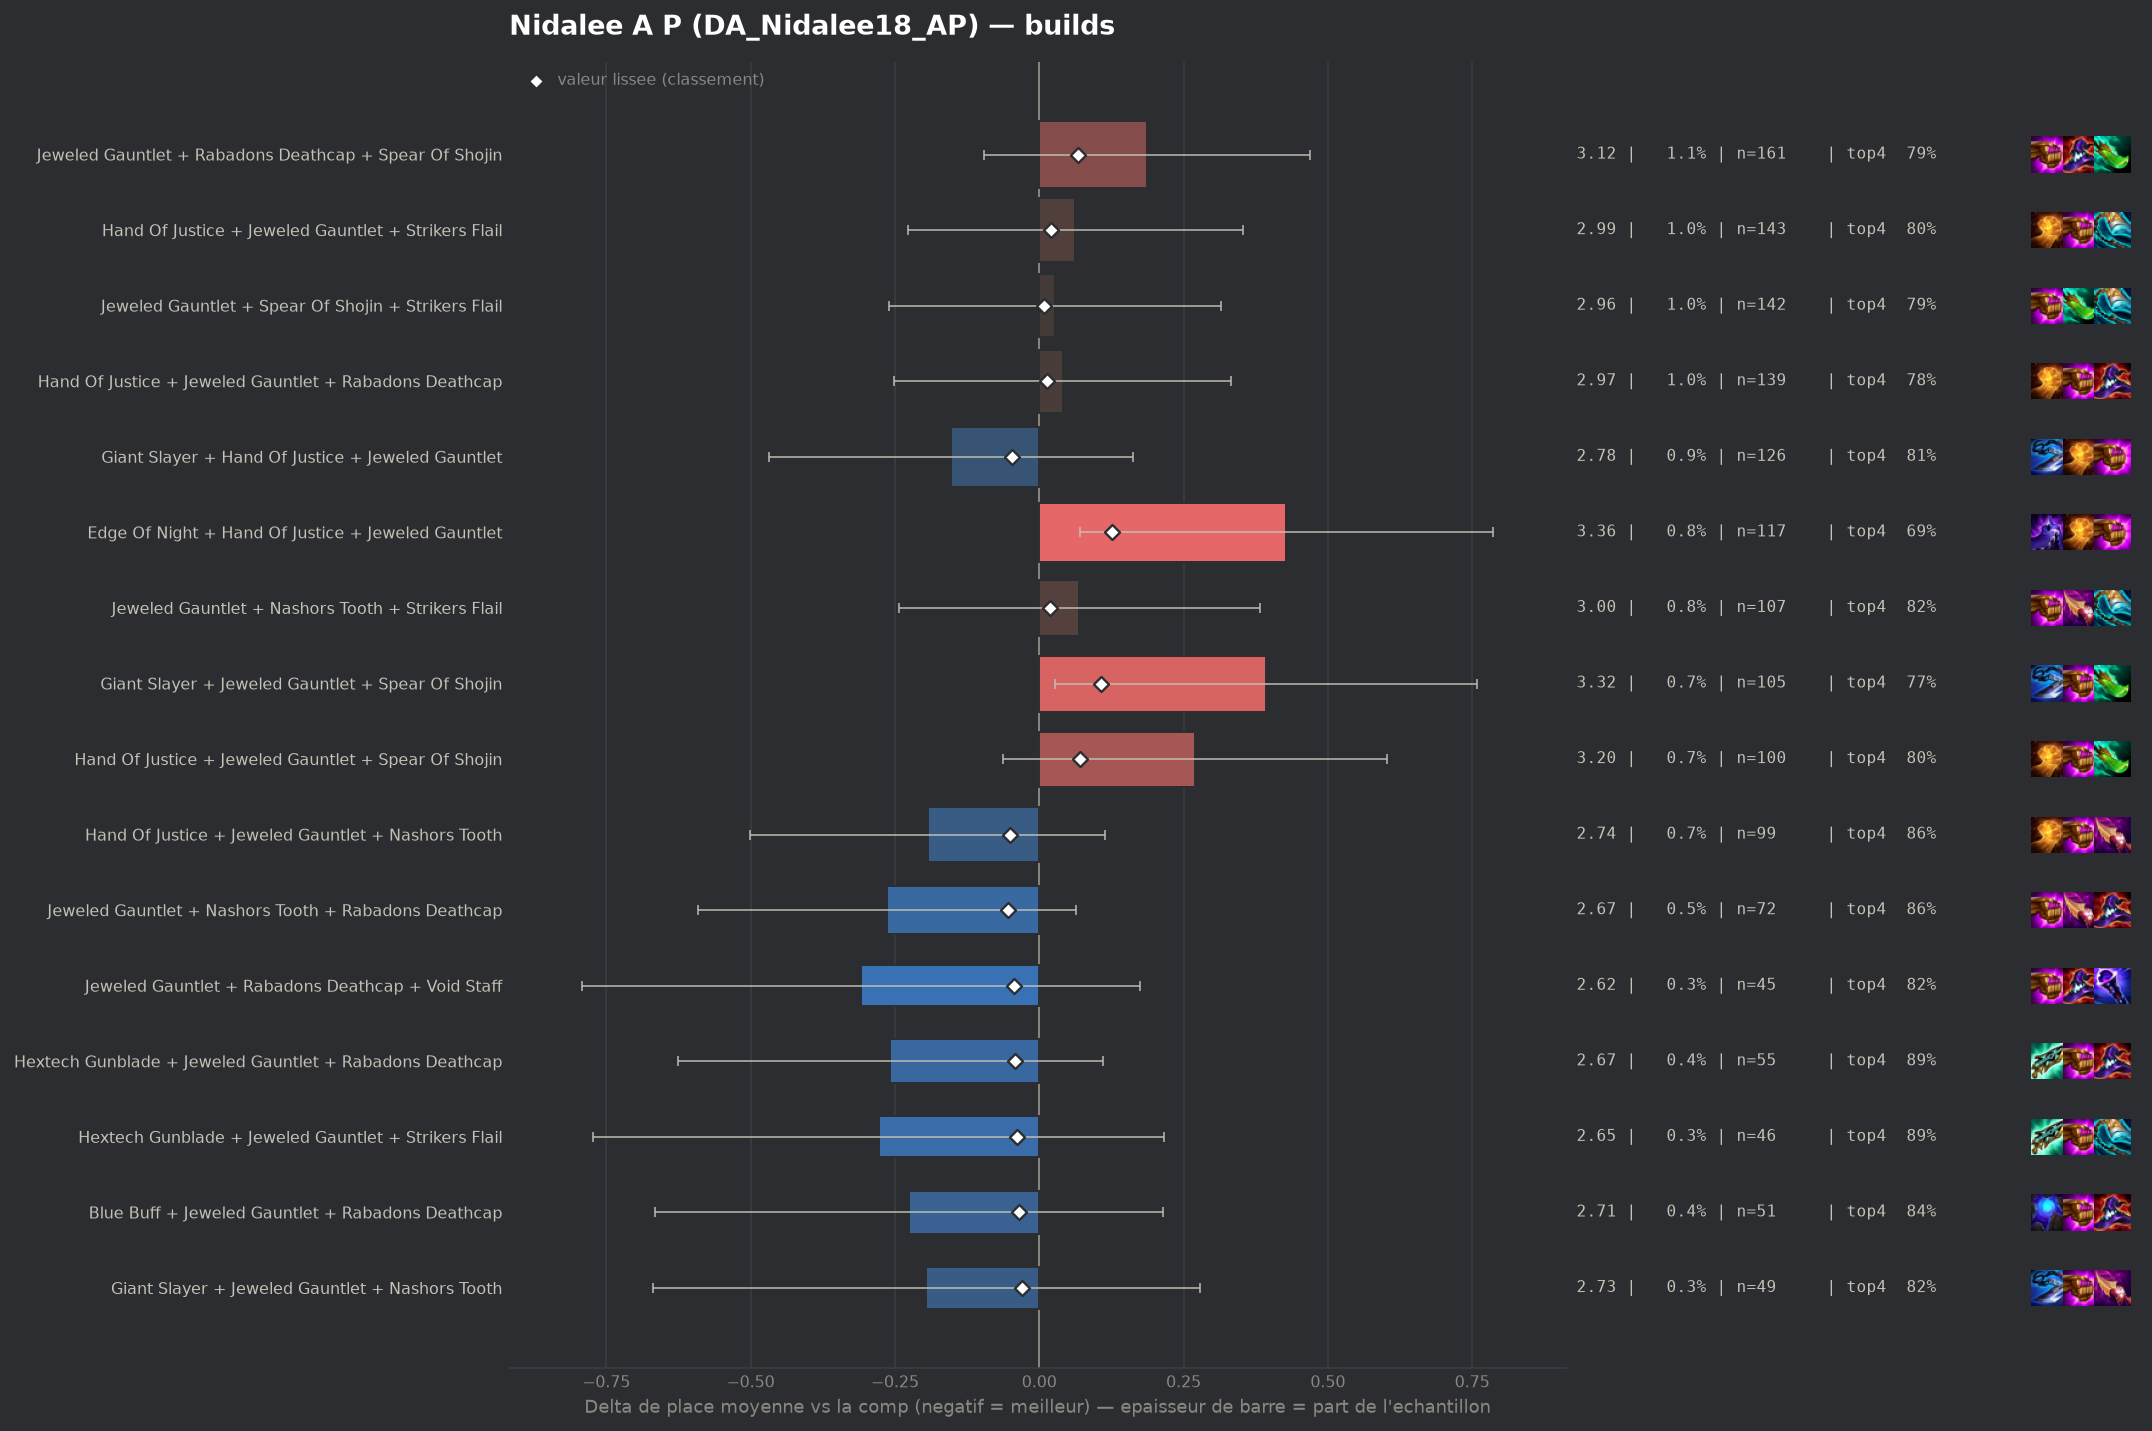 Nidalee A P (DA_Nidalee18_AP) — builds
valeur lissee (classement)
Jeweled Gauntlet + Rabadons Deathcap + Spear Of Shojin 3.12 | 1.1% | n=161 | top4 79%
Hand Of Justice + Jeweled Gauntlet + Strikers Flail 2.99 | 1.0% | n=143 | top4 80%
Jeweled Gauntlet + Spear Of Shojin + Strikers Flail 2.96 | 1.0% | n=142 | top4 79%
Hand Of Justice + Jeweled Gauntlet + Rabadons Deathcap 2.97 | 1.0% | n=139 | top4 78%
Giant Slayer + Hand Of Justice + Jeweled Gauntlet 2.78 | 0.9% | n=126 | top4 81%
Edge Of Night + Hand Of Justice + Jeweled Gauntlet 3.36 | 0.8% | n=117 | top4 69%
Jeweled Gauntlet + Nashors Tooth + Strikers Flail 3.00 | 0.8% | n=107 | top4 82%
Giant Slayer + Jeweled Gauntlet + Spear Of Shojin 3.32 | 0.7% | n=105 | top4 77%
Hand Of Justice + Jeweled Gauntlet + Spear Of Shojin 3.20 | 0.7% | n=100 | top4 80%
Hand Of Justice + Jeweled Gauntlet + Nashors Tooth 2.74 | 0.7% | n=99 | top4 86%
Jeweled Gauntlet + Nashors Tooth + Rabadons Deathcap 2.67 | 0.5% | n=72 | top4 86%
Jeweled Gauntlet + Rabadons Deathcap + Void Staff 2.62 | 0.3% | n=45 | top4 82%
Hextech Gunblade + Jeweled Gauntlet + Rabadons Deathcap 2.67 | 0.4% | n=55 | top4 89%
Hextech Gunblade + Jeweled Gauntlet + Strikers Flail 2.65 | 0.3% | n=46 | top4 89%
Blue Buff + Jeweled Gauntlet + Rabadons Deathcap 2.71 | 0.4% | n=51 | top4 84%
Giant Slayer + Jeweled Gauntlet + Nashors Tooth 2.73 | 0.3% | n=49 | top4 82%
−0.75 −0.50 −0.25 0.00 0.25 0.50 0.75
Delta de place moyenne vs la comp (negatif = meilleur) — epaisseur de barre = part de l'echantillon